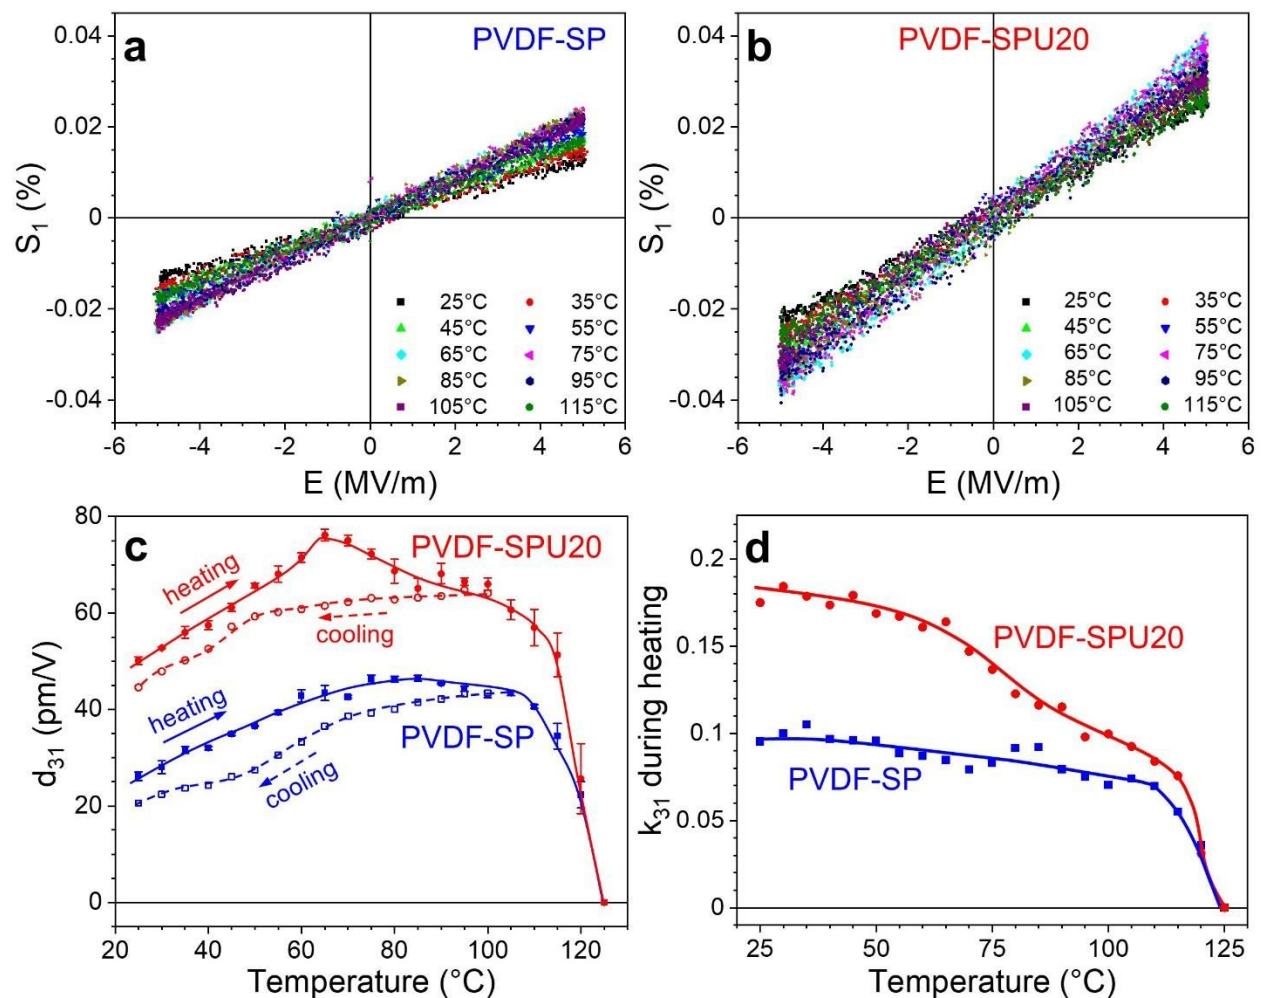 a
PVDF-SP
S₁ (%)
0.04
0.02
0
-0.02
-0.04
25°C 35°C
45°C 55°C
65°C 75°C
85°C 95°C
105°C 115°C
-6 -4 -2 0 2 4 6
E (MV/m)
b
PVDF-SPU20
S₁ (%)
0.04
0.02
0
-0.02
-0.04
25°C 35°C
45°C 55°C
65°C 75°C
85°C 95°C
105°C 115°C
-6 -4 -2 0 2 4 6
E (MV/m)
c
d₃₁ (pm/V)
80
60
40
20
0
PVDF-SPU20
heating
cooling
heating
PVDF-SP
cooling
20 40 60 80 100 120
Temperature (°C)
d
k₃₁ during heating
0.2
0.15
0.1
0.05
0
PVDF-SPU20
PVDF-SP
25 50 75 100 125
Temperature (°C)